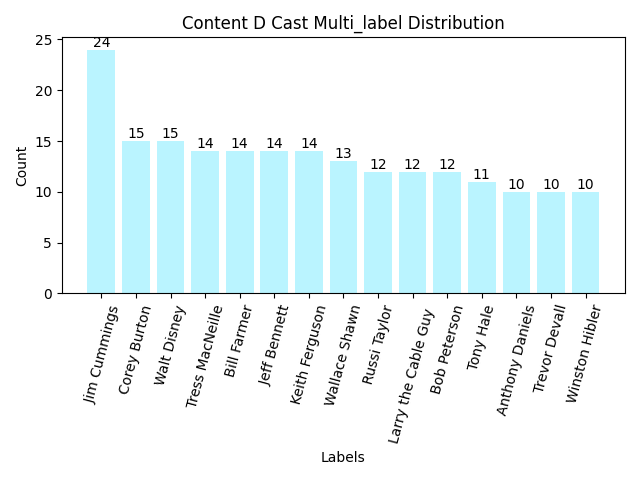 Content D Cast Multi_label Distribution
Count
25
20
15
10
5
0
24
15
15
14
14
14
14
13
12
12
12
11
10
10
10
Jim Cummings
Corey Burton
Walt Disney
Tress MacNeille
Bill Farmer
Jeff Bennett
Keith Ferguson
Wallace Shawn
Russi Taylor
Larry the Cable Guy
Bob Peterson
Tony Hale
Anthony Daniels
Trevor Devall
Winston Hibler
Labels